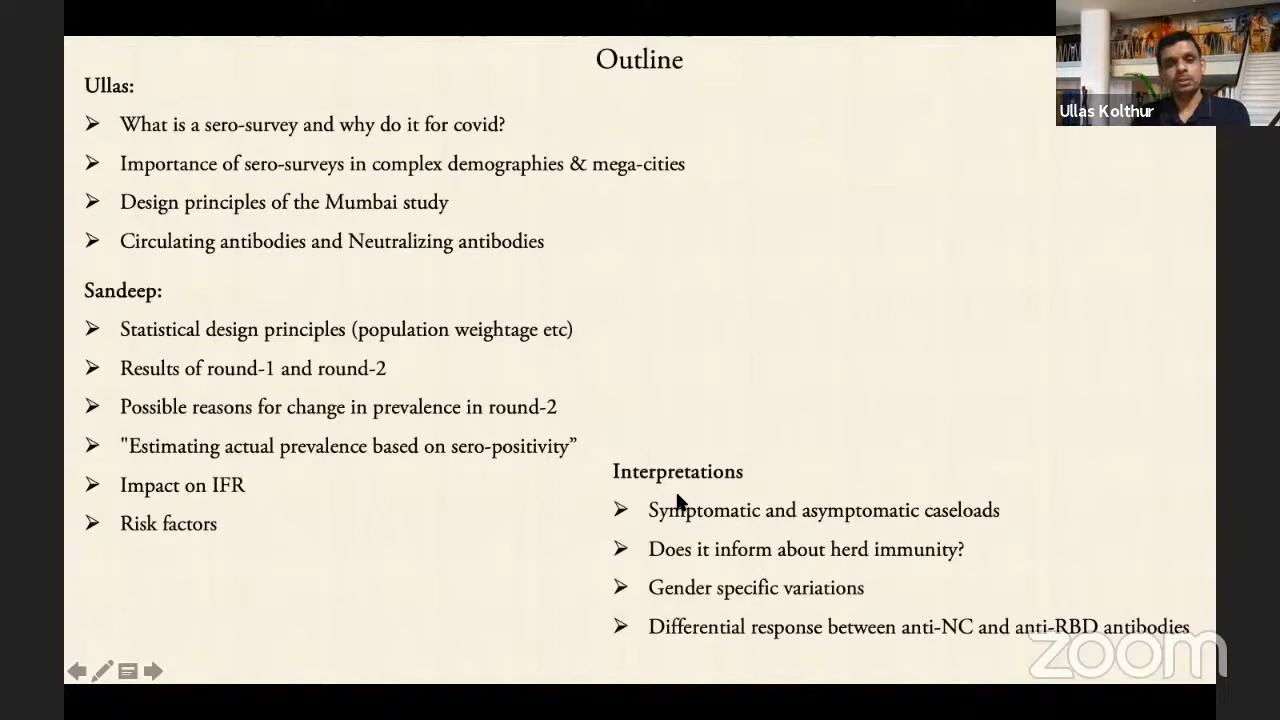 Outline
Ullas:
What is a sero-survey and why do it for covid?
Importance of sero-surveys in complex demographies & mega-cities
Design principles of the Mumbai study
Circulating antibodies and Neutralizing antibodies
Sandeep:
Statistical design principles (population weightage etc)
Results of round-1 and round-2
Possible reasons for change in prevalence in round-2
"Estimating actual prevalence based on sero-positivity”
Impact on IFR
Risk factors
Interpretations
Symptomatic and asymptomatic caseloads
Does it inform about herd immunity?
Gender specific variations
Differential response between anti-NC and anti-RBD antibodies
Ullas Kolthur
zoom